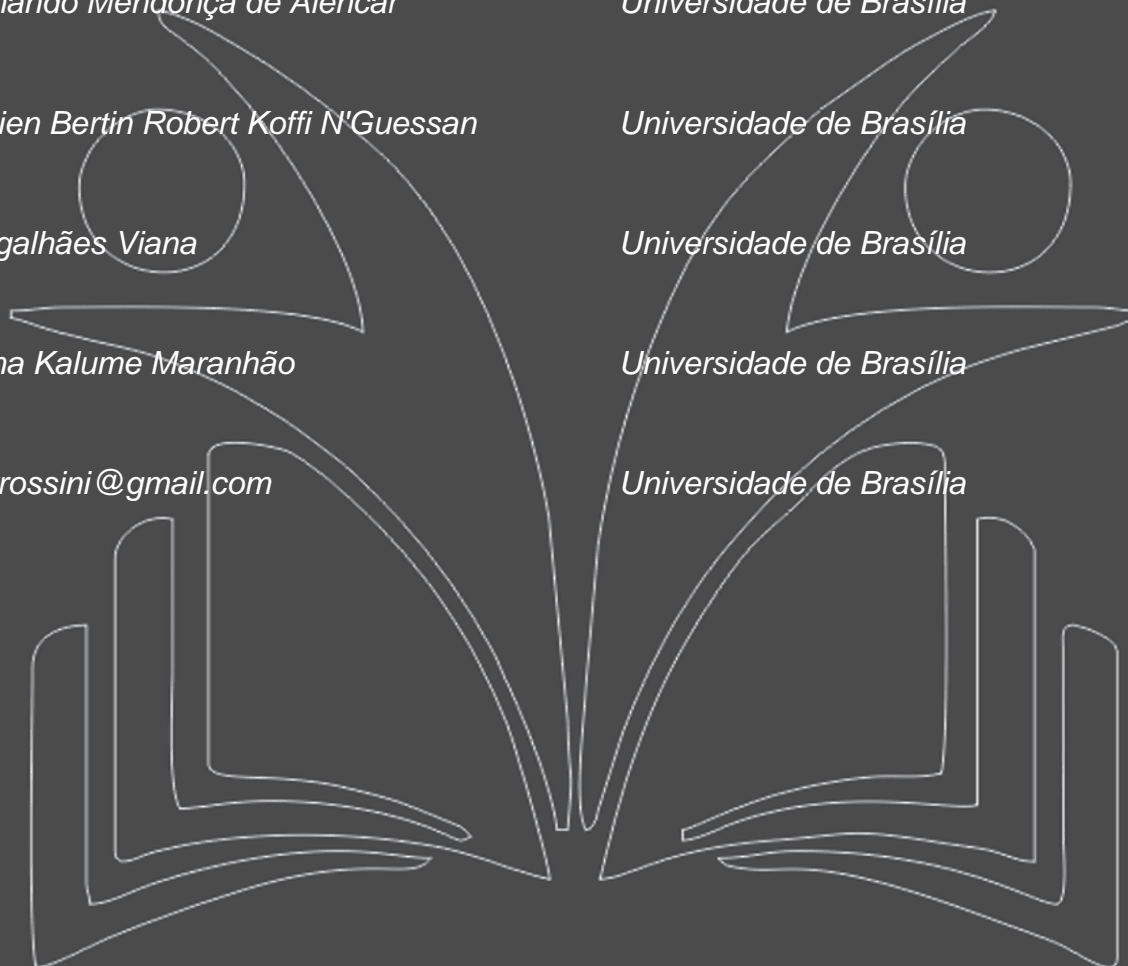 nando Mendonça de Alencar Universidade de Brasília
ien Bertin Robert Koffi N'Guessan Universidade de Brasília
galhães Viana Universidade de Brasília
na Kalume Maranhão Universidade de Brasília
rossini@gmail.com Universidade de Brasília